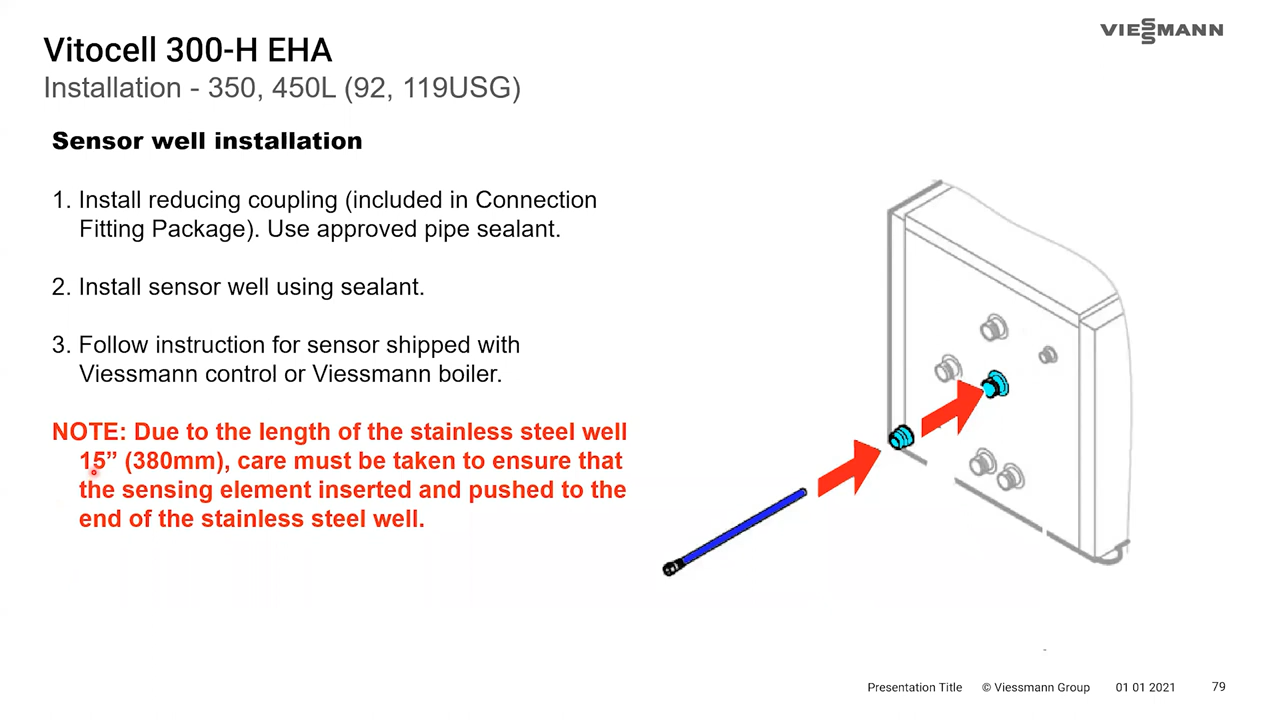 VIESSMANN
Vitocell 300-H EHA
Installation - 350, 450L (92, 119USG)
Sensor well installation
1. Install reducing coupling (included in Connection
Fitting Package). Use approved pipe sealant.
2. Install sensor well using sealant.
3. Follow instruction for sensor shipped with
Viessmann control or Viessmann boiler.
NOTE: Due to the length of the stainless steel well
15” (380mm), care must be taken to ensure that
the sensing element inserted and pushed to the
end of the stainless steel well.
Presentation Title © Viessmann Group 01 01 2021 79